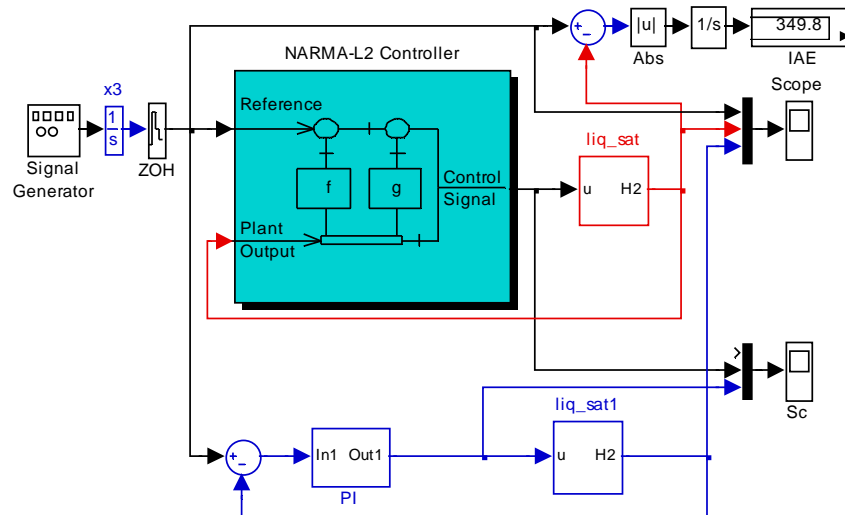 349.8
|u|
1/s
Abs
IAE
NARMA-L2 Controller
x3
Scope
Reference
1
s
ZOH
Signal
Generator
liq_sat
f
g
Control
Signal
u
H2
Plant
Output
+
-
liq_sat1
Sc
+
-
In1
Out1
u
H2
PI